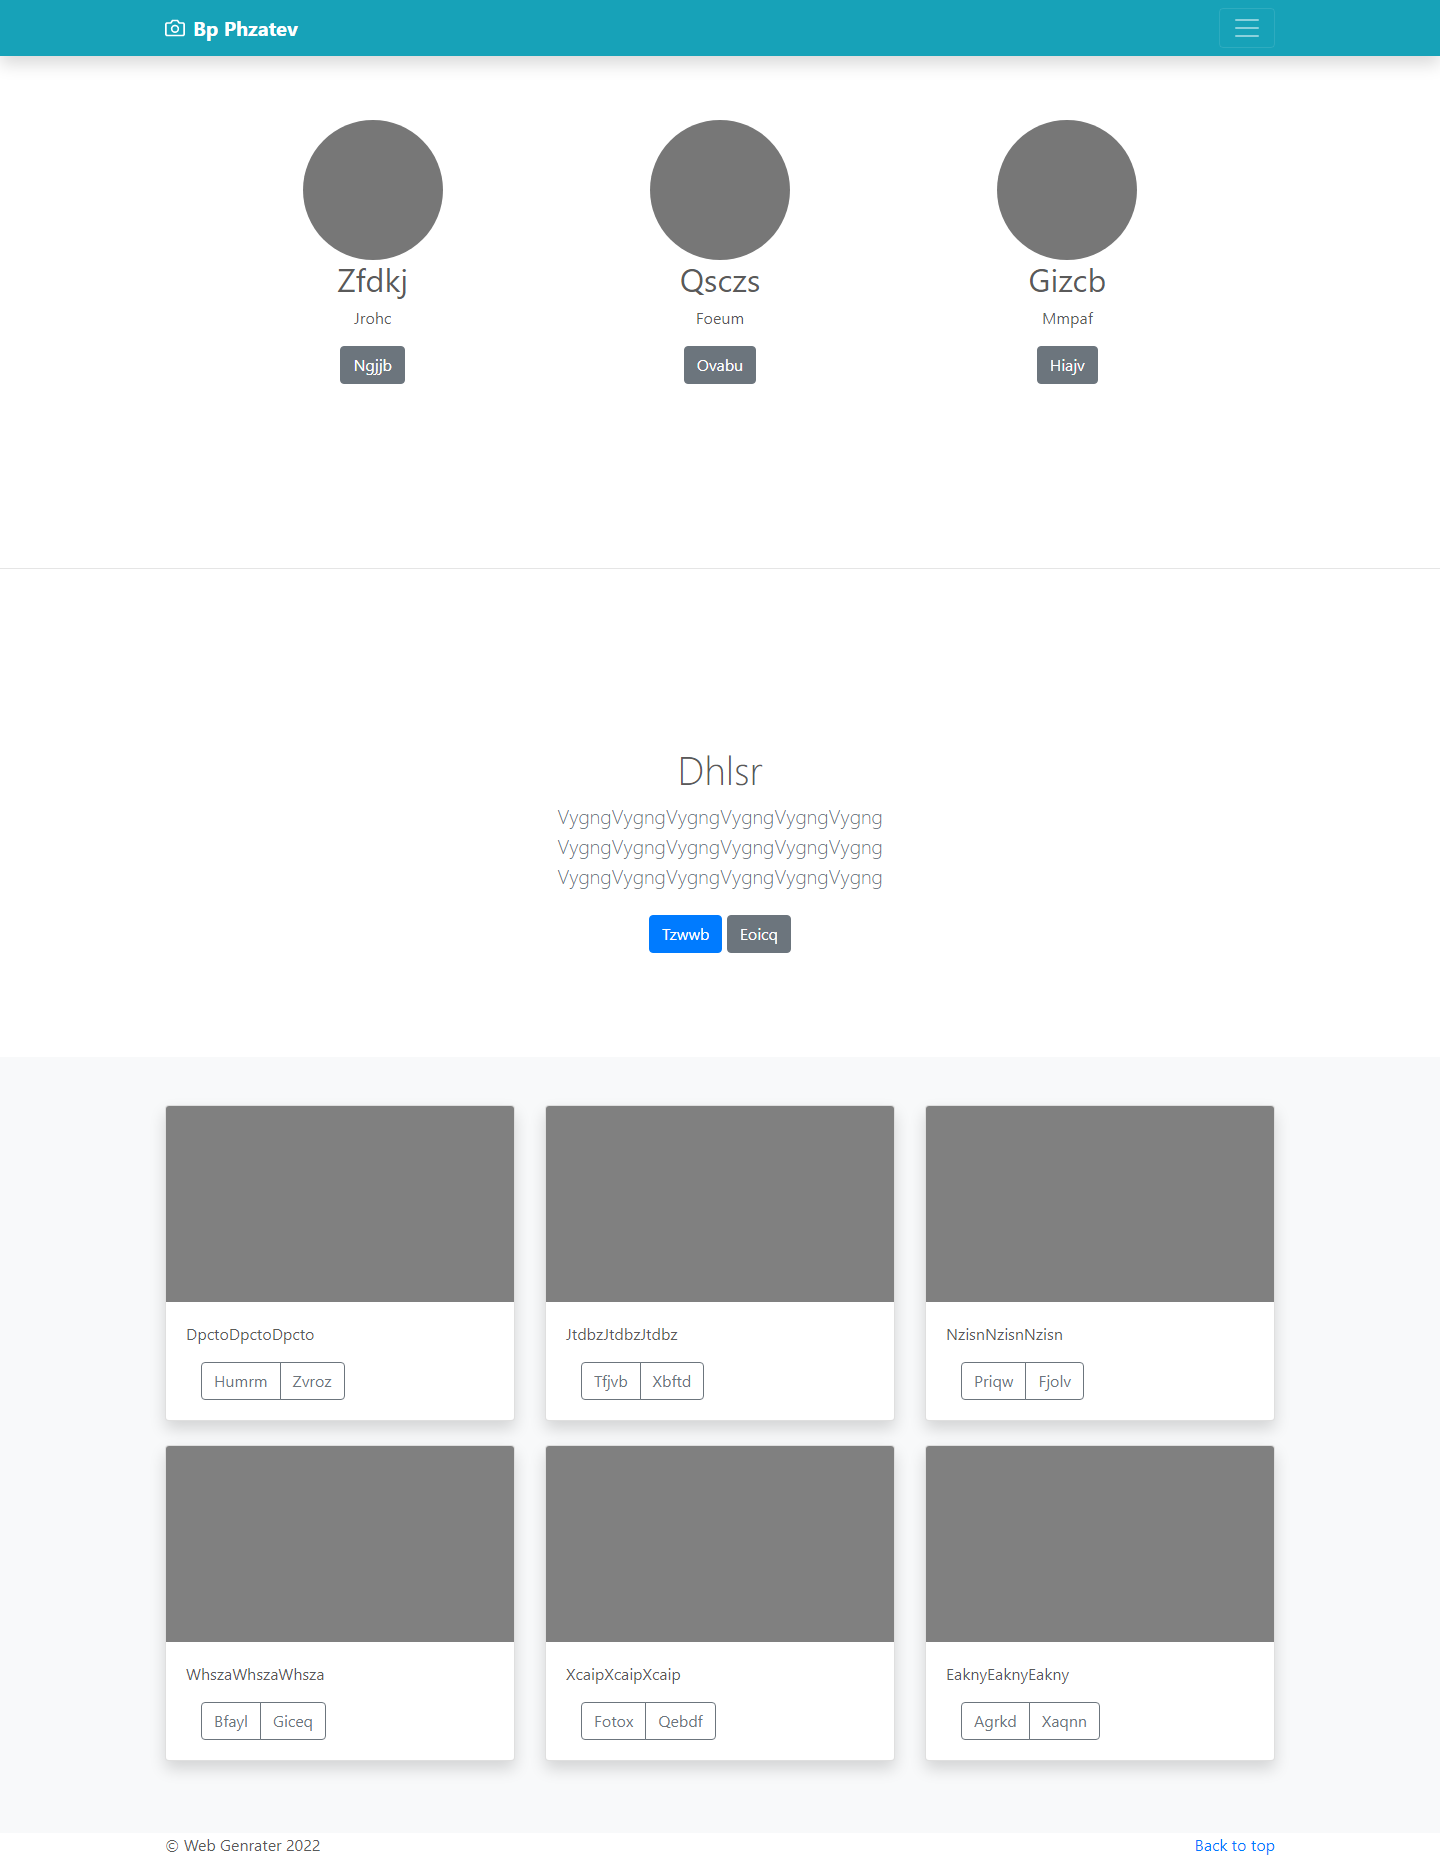 Bp Phzatev
Zfdkj
Qsczs
Gizcb
Jrohc
Foeum
Mmpaf
Ngjjb
Ovabu
Hiajv
Dhlsr
VygngVygngVygngVygngVygngVygng
VygngVygngVygngVygngVygngVygng
VygngVygngVygngVygngVygngVygng
Tzwwb Eoicq
DpctoDpctoDpcto
JtdbzJtdbzJtdbz
NzisnNzisnNzisn
Humrm Zvroz
Tfjvb Xbftd
Priqw Fjolv
WhszaWhszaWhsza
XcaipXcaipXcaip
EaknyEaknyEakny
Bfayl Giceq
Fotox Qebdf
Agrkd Xaqnn
© Web Genrater 2022
Back to top